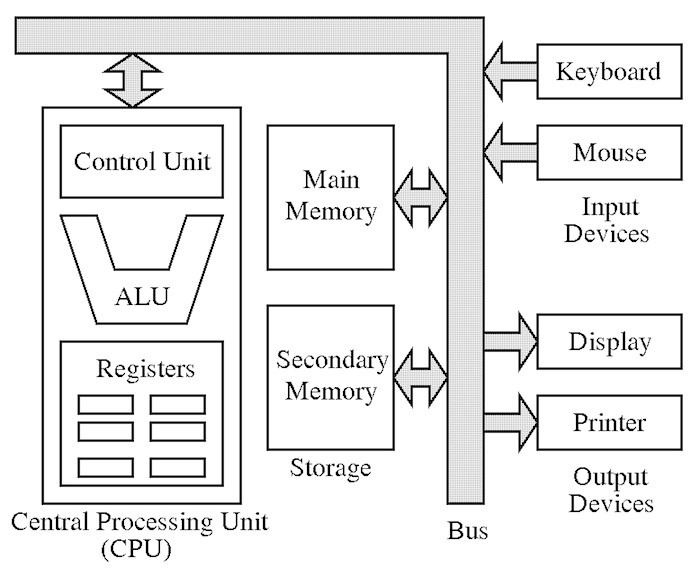 Control Unit
ALU
Registers
Central Processing Unit
(CPU)
Main
Memory
Secondary
Memory
Storage
Bus
Keyboard
Mouse
Input
Devices
Display
Printer
Output
Devices